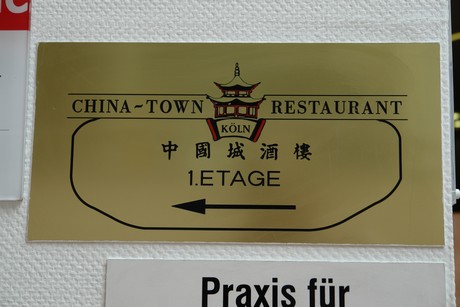 CHINA~TOWN RESTAURANT
KÖLN
中國城酒樓
1.ETAGE
Praxis für